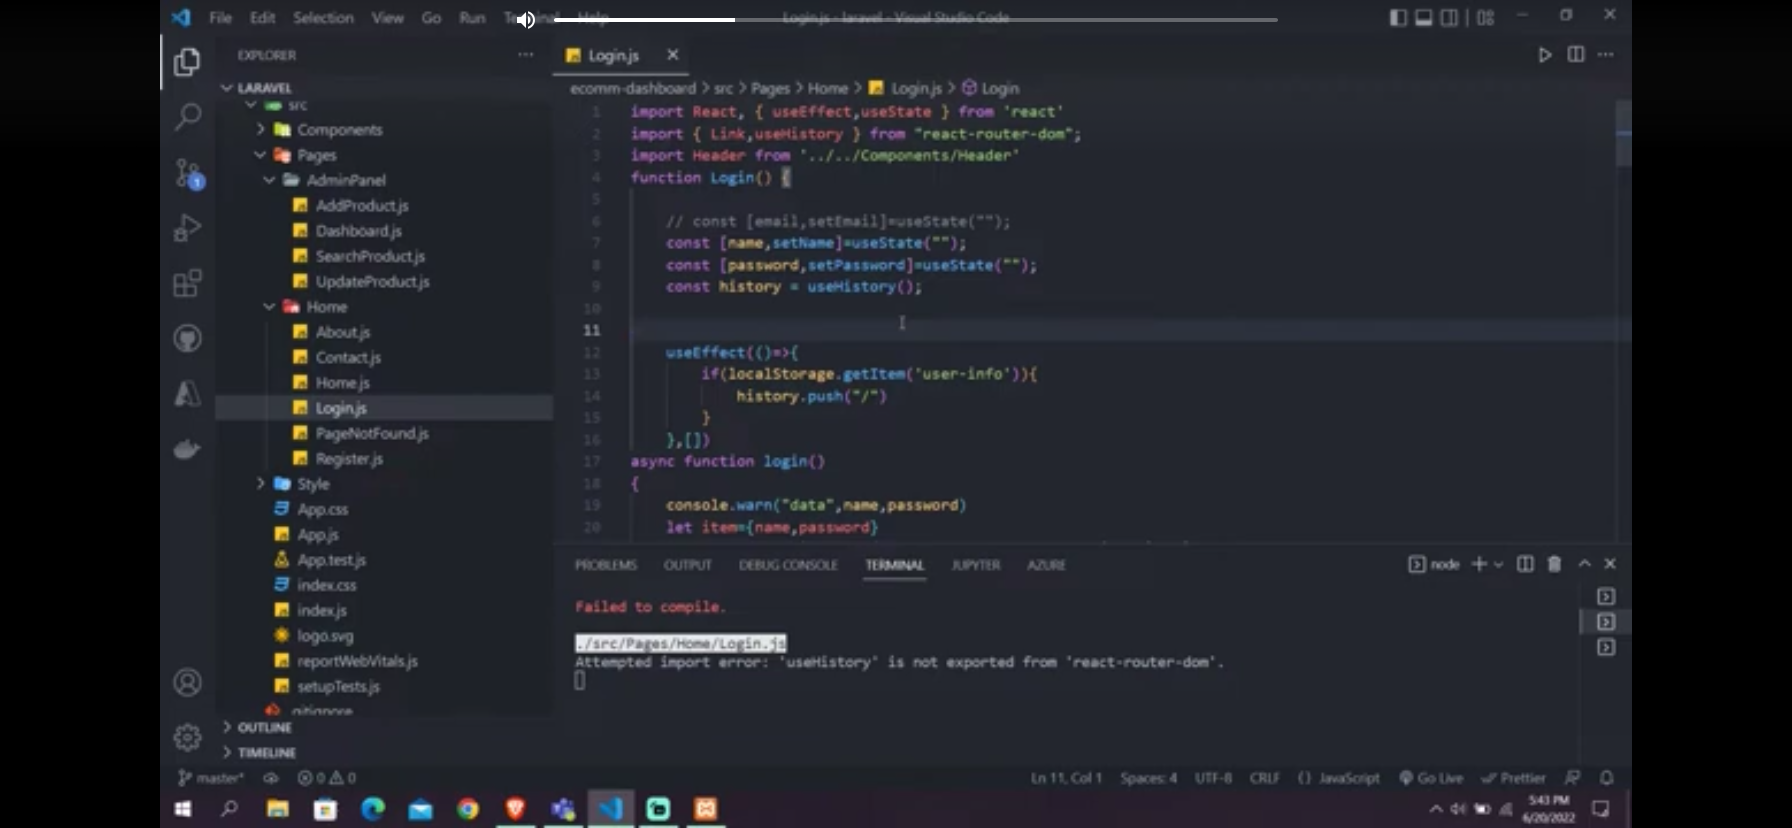 File Edit Selection View Go Run Terminal Help Login.js - laravel - Visual Studio Code
EXPLORER
LARAVEL
src
Components
Pages
AdminPanel
AddProduct.js
Dashboard.js
SearchProduct.js
UpdateProduct.js
Home
About.js
Contact.js
Home.js
Login.js
PageNotFound.js
Register.js
Style
App.css
App.js
App.test.js
index.css
index.js
logo.svg
reportWebVitals.js
setupTests.js
.gitignore
OUTLINE
TIMELINE
Login.js
ecomm-dashboard > src > Pages > Home > Login.js > Login
1 import React, { useEffect,useState } from 'react'
2 import { Link,useHistory } from "react-router-dom";
3 import Header from '../../Components/Header'
4 function Login() {
5
6 // const [email,setEmail]=useState("");
7 const [name,setName]=useState("");
8 const [password,setPassword]=useState("");
9 const history = useHistory();
10
11
12 useEffect(()=>{
13 if(localStorage.getItem('user-info')){
14 history.push("/")
15 }
16 },[])
17 async function login()
18 {
19 console.warn("data",name,password)
20 let item={name,password}
PROBLEMS OUTPUT DEBUG CONSOLE TERMINAL JUPYTER AZURE
node
Failed to compile.
./src/Pages/Home/Login.js
Attempted import error: 'useHistory' is not exported from 'react-router-dom'.
master* 0 0 Ln 11, Col 1 Spaces: 4 UTF-8 CRLF {} JavaScript Go Live Prettier
5:43 PM
6/20/2022